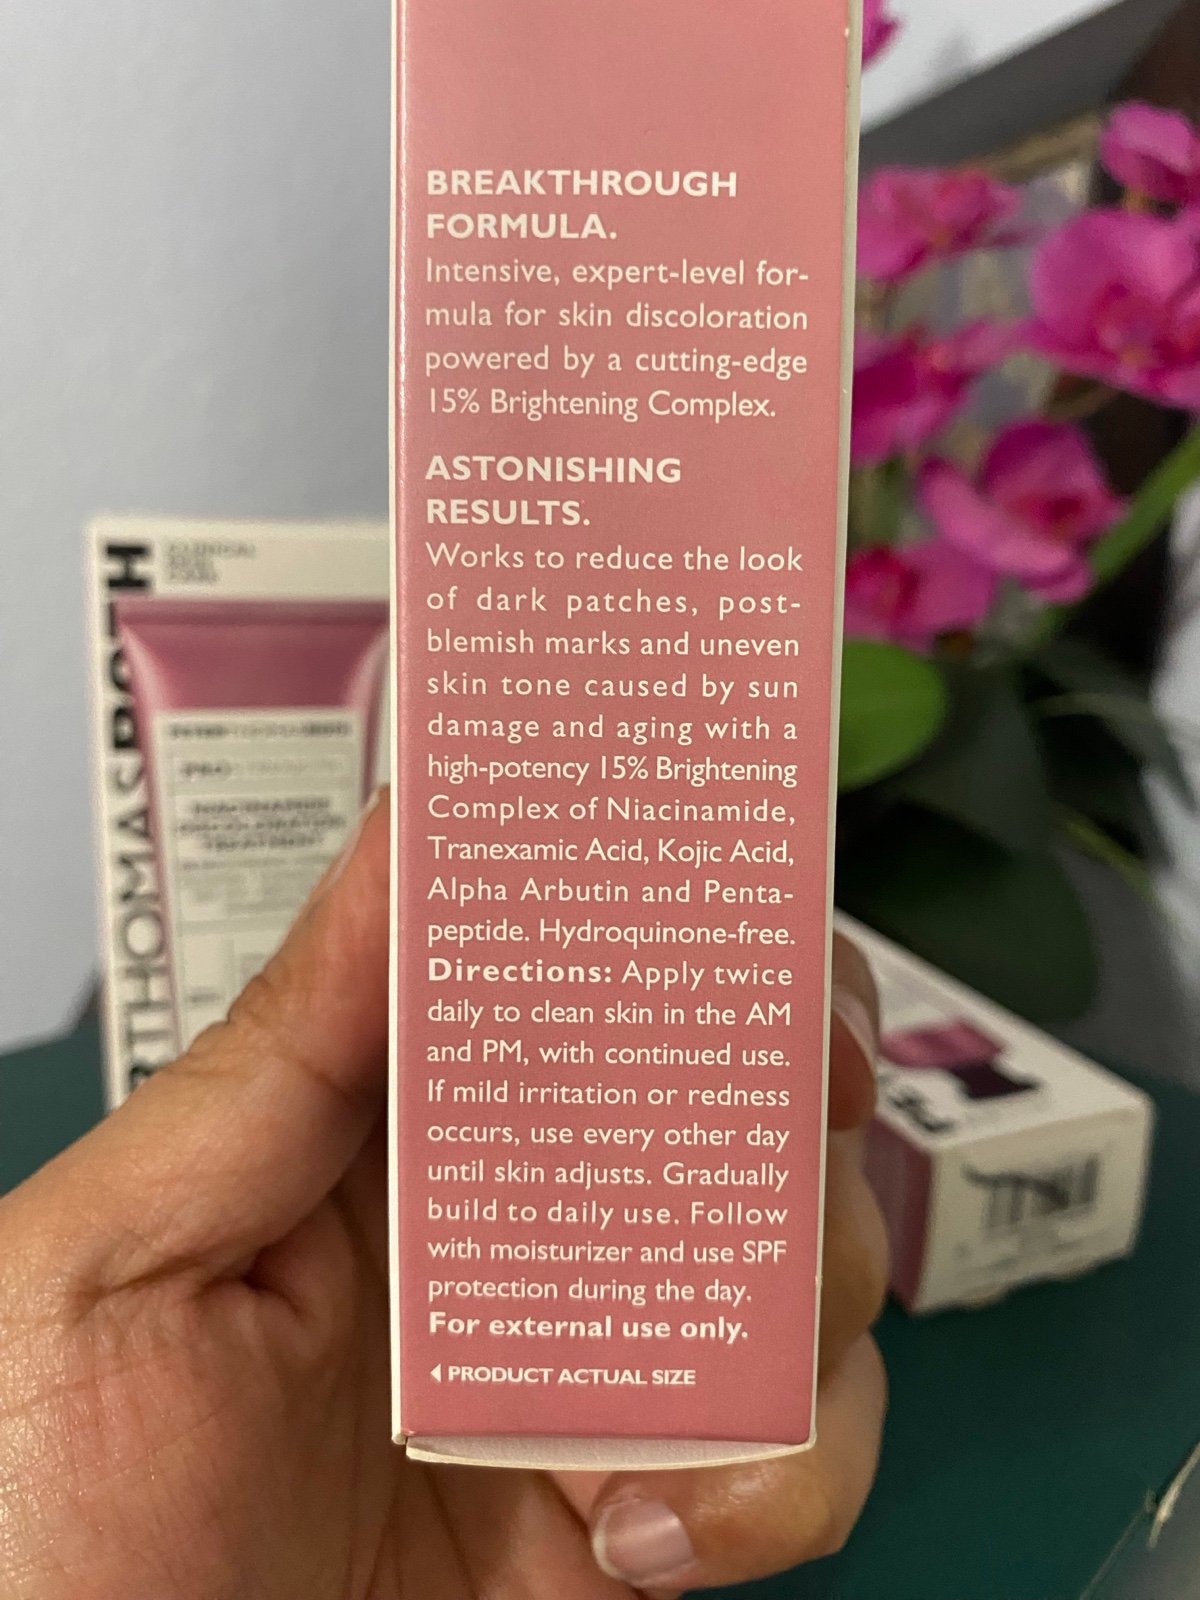 BREAKTHROUGH
FORMULA.
Intensive, expert-level for-
mula for skin discoloration
powered by a cutting-edge
15% Brightening Complex.
ASTONISHING
RESULTS.
Works to reduce the look
of dark patches, post-
blemish marks and uneven
skin tone caused by sun
damage and aging with a
high-potency 15% Brightening
Complex of Niacinamide,
Tranexamic Acid, Kojic Acid,
Alpha Arbutin and Penta-
peptide. Hydroquinone-free.
Directions: Apply twice
daily to clean skin in the AM
and PM, with continued use.
If mild irritation or redness
occurs, use every other day
until skin adjusts. Gradually
build to daily use. Follow
with moisturizer and use SPF
protection during the day.
For external use only.
◀ PRODUCT ACTUAL SIZE
RTHOMASROTH
PRO
NIACINAMIDE
DISCOLORATION
TREATMENT